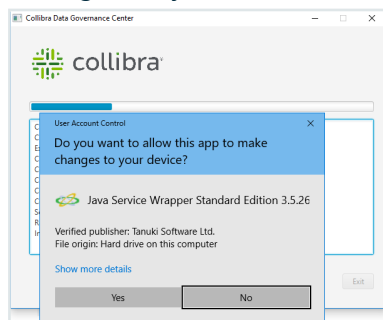 Collibra Data Governance Center
collibra
User Account Control
Do you want to allow this app to make
changes to your device?
Java Service Wrapper Standard Edition 3.5.26
Verified publisher: Tanuki Software Ltd.
File origin: Hard drive on this computer
Show more details
Exit
Yes
No